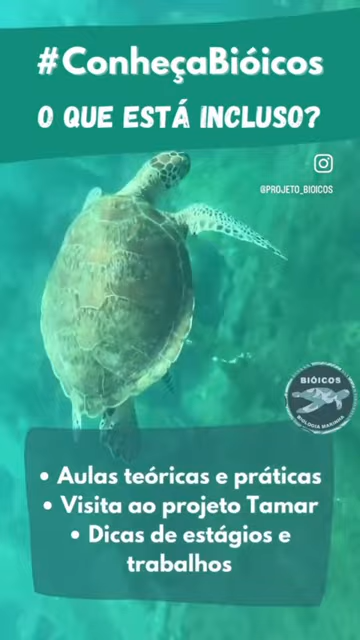 #ConheçaBióicos
O QUE ESTÁ INCLUSO?
@PROJETO_BIOICOS
BIÓICOS
BIOLOGIA MARINHA
• Aulas teóricas e práticas
• Visita ao projeto Tamar
• Dicas de estágios e
trabalhos